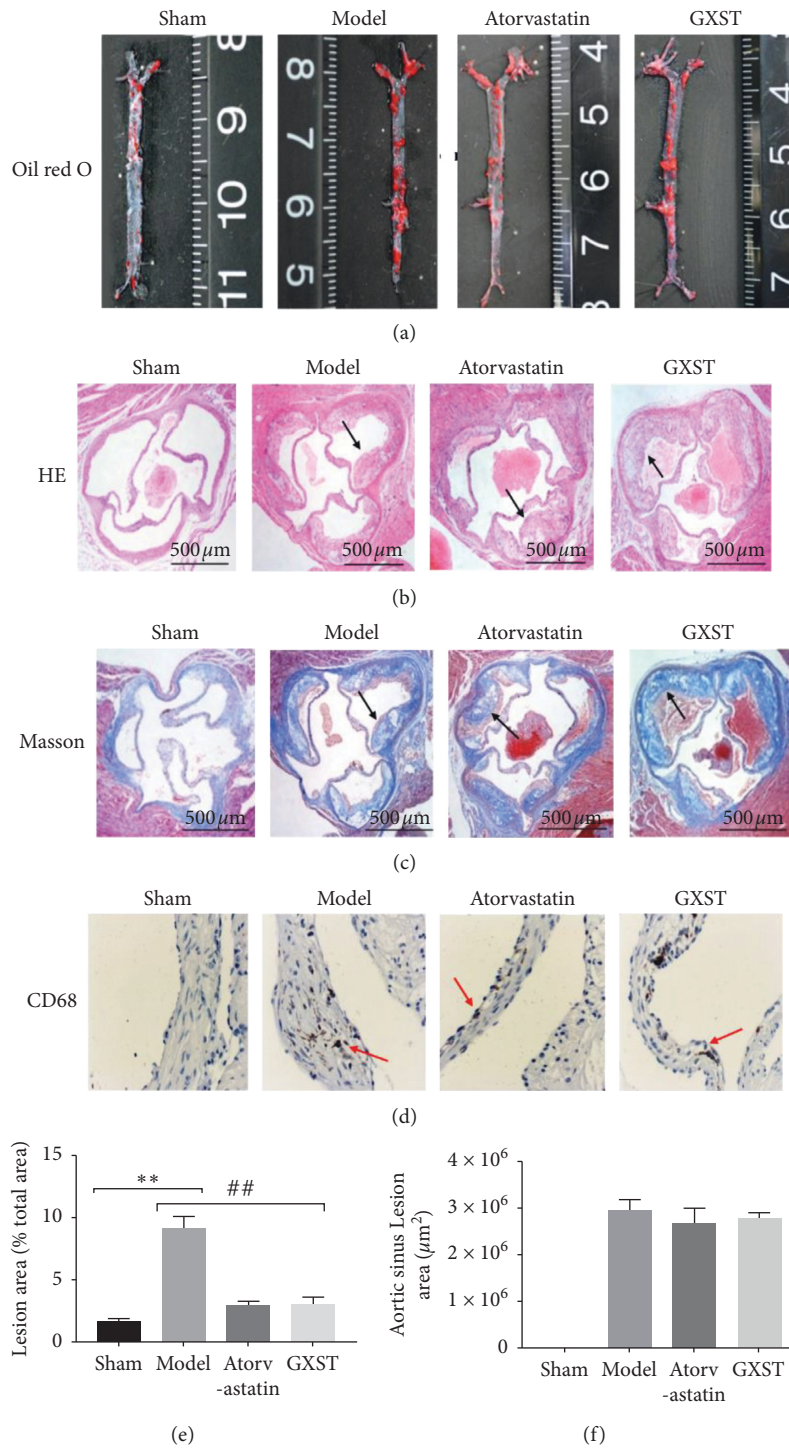 Sham Model Atorvastatin GXST
Oil red O
8 9 10 11
8 7 6 5
4 5 6 7 8
4 5 6 7
(a)
Sham Model Atorvastatin GXST
HE
500 μm 500 μm 500 μm 500 μm
(b)
Sham Model Atorvastatin GXST
Masson
500 μm 500 μm 500 μm 500 μm
(c)
Sham Model Atorvastatin GXST
CD68
(d)
Lesion area (% total area)
15
10
5
0
**
##
Sham Model Atorv GXST
-astatin
(e)
Aortic sinus Lesion
area (μm²)
4 × 10⁶
3 × 10⁶
2 × 10⁶
1 × 10⁶
0
Sham Model Atorv GXST
-astatin
(f)